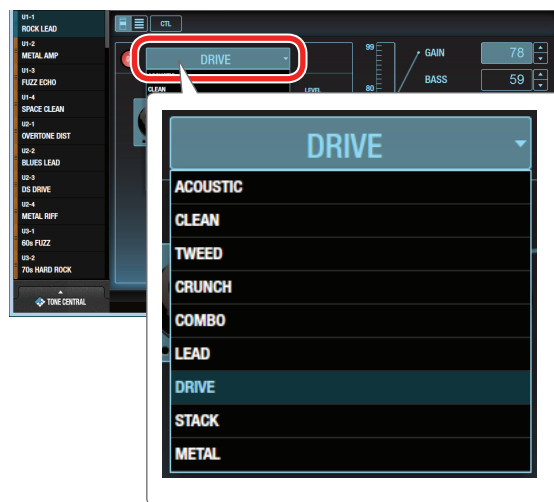 U1-1
ROCK LEAD
U1-2
METAL AMP
U1-3
FUZZ ECHO
U1-4
SPACE CLEAN
U2-1
OVERTONE DIST
U2-2
BLUES LEAD
U2-3
DS DRIVE
U2-4
METAL RIFF
U3-1
60s FUZZ
U3-2
70s HARD ROCK
TONE CENTRAL
CTL
DRIVE
ACOUSTIC
CLEAN
LEVEL
99
80
GAIN 78
BASS 59
DRIVE
ACOUSTIC
CLEAN
TWEED
CRUNCH
COMBO
LEAD
DRIVE
STACK
METAL